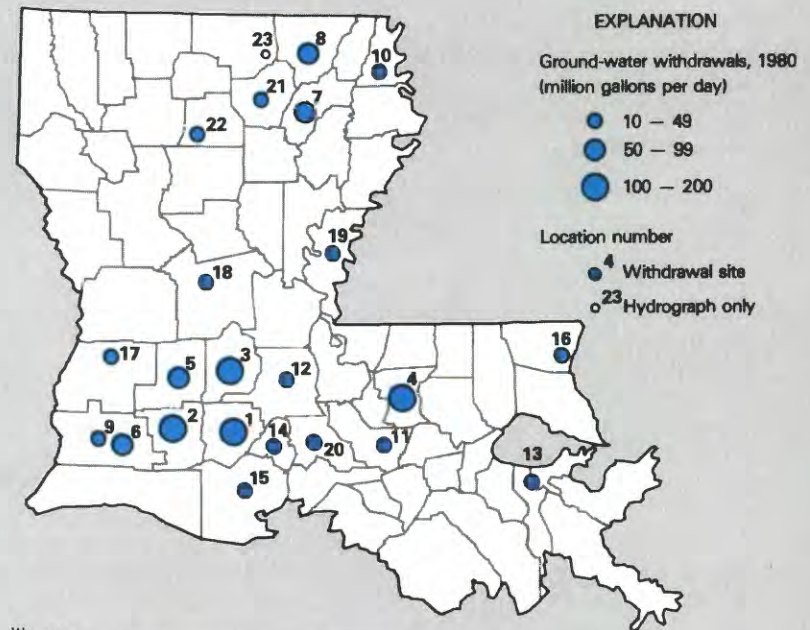 EXPLANATION
Ground-water withdrawals, 1980
(million gallons per day)
10 — 49
50 — 99
100 — 200
Location number
4 Withdrawal site
23 Hydrograph only
23
8
10
21
7
22
19
18
17
5
3
12
16
4
9
6
2
1
14
20
11
13
15